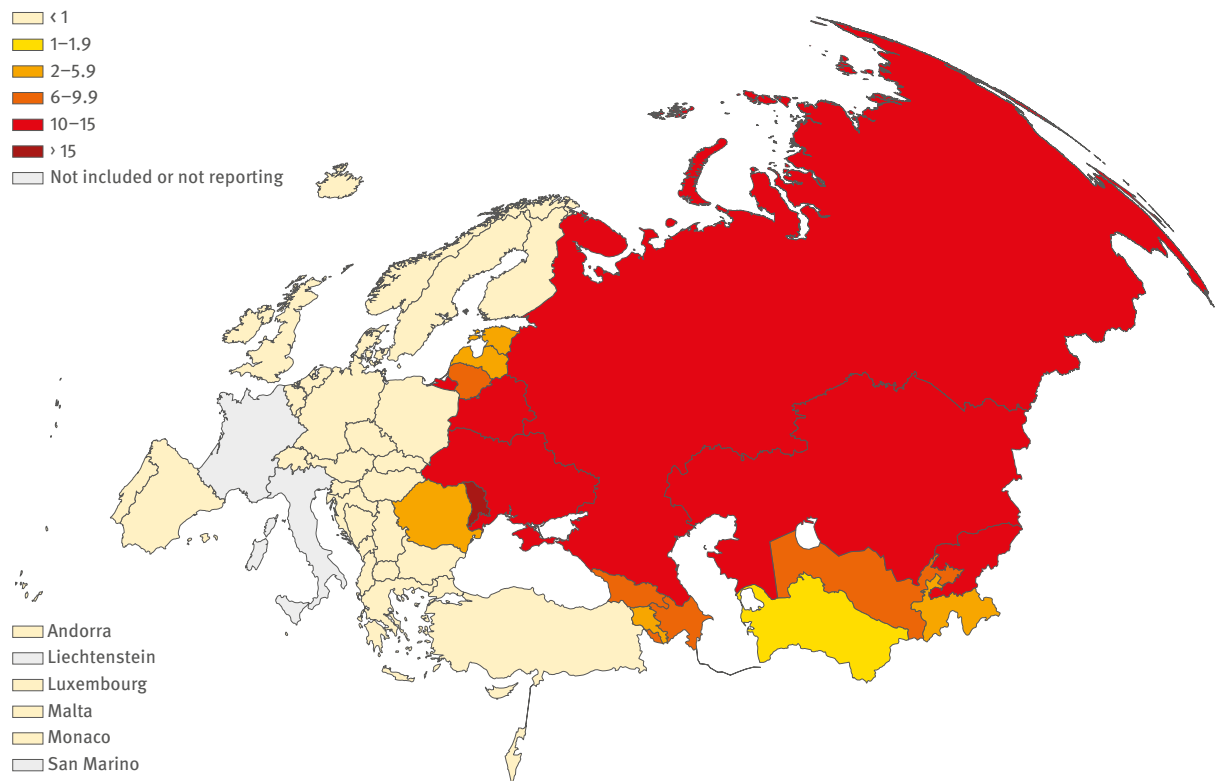 ‹ 1
1–1.9
2–5.9
6–9.9
10–15
› 15
Not included or not reporting
Andorra
Liechtenstein
Luxembourg
Malta
Monaco
San Marino